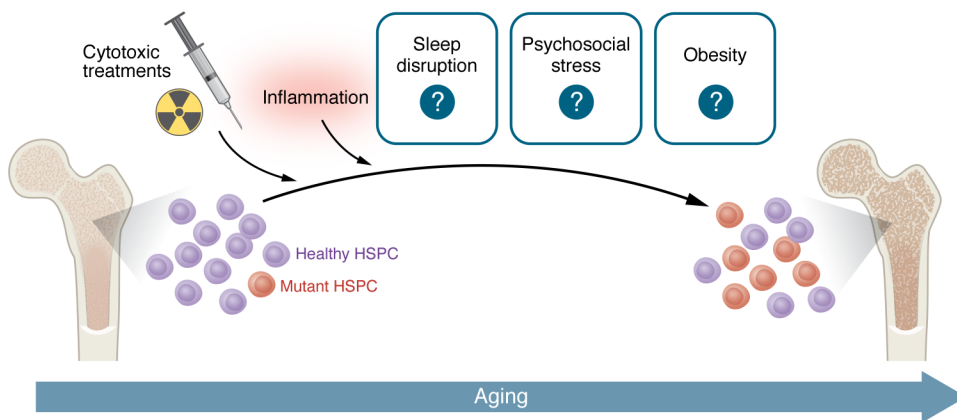 Cytotoxic
treatments
Inflammation
Sleep
disruption
?
Psychosocial
stress
?
Obesity
?
Healthy HSPC
Mutant HSPC
Aging